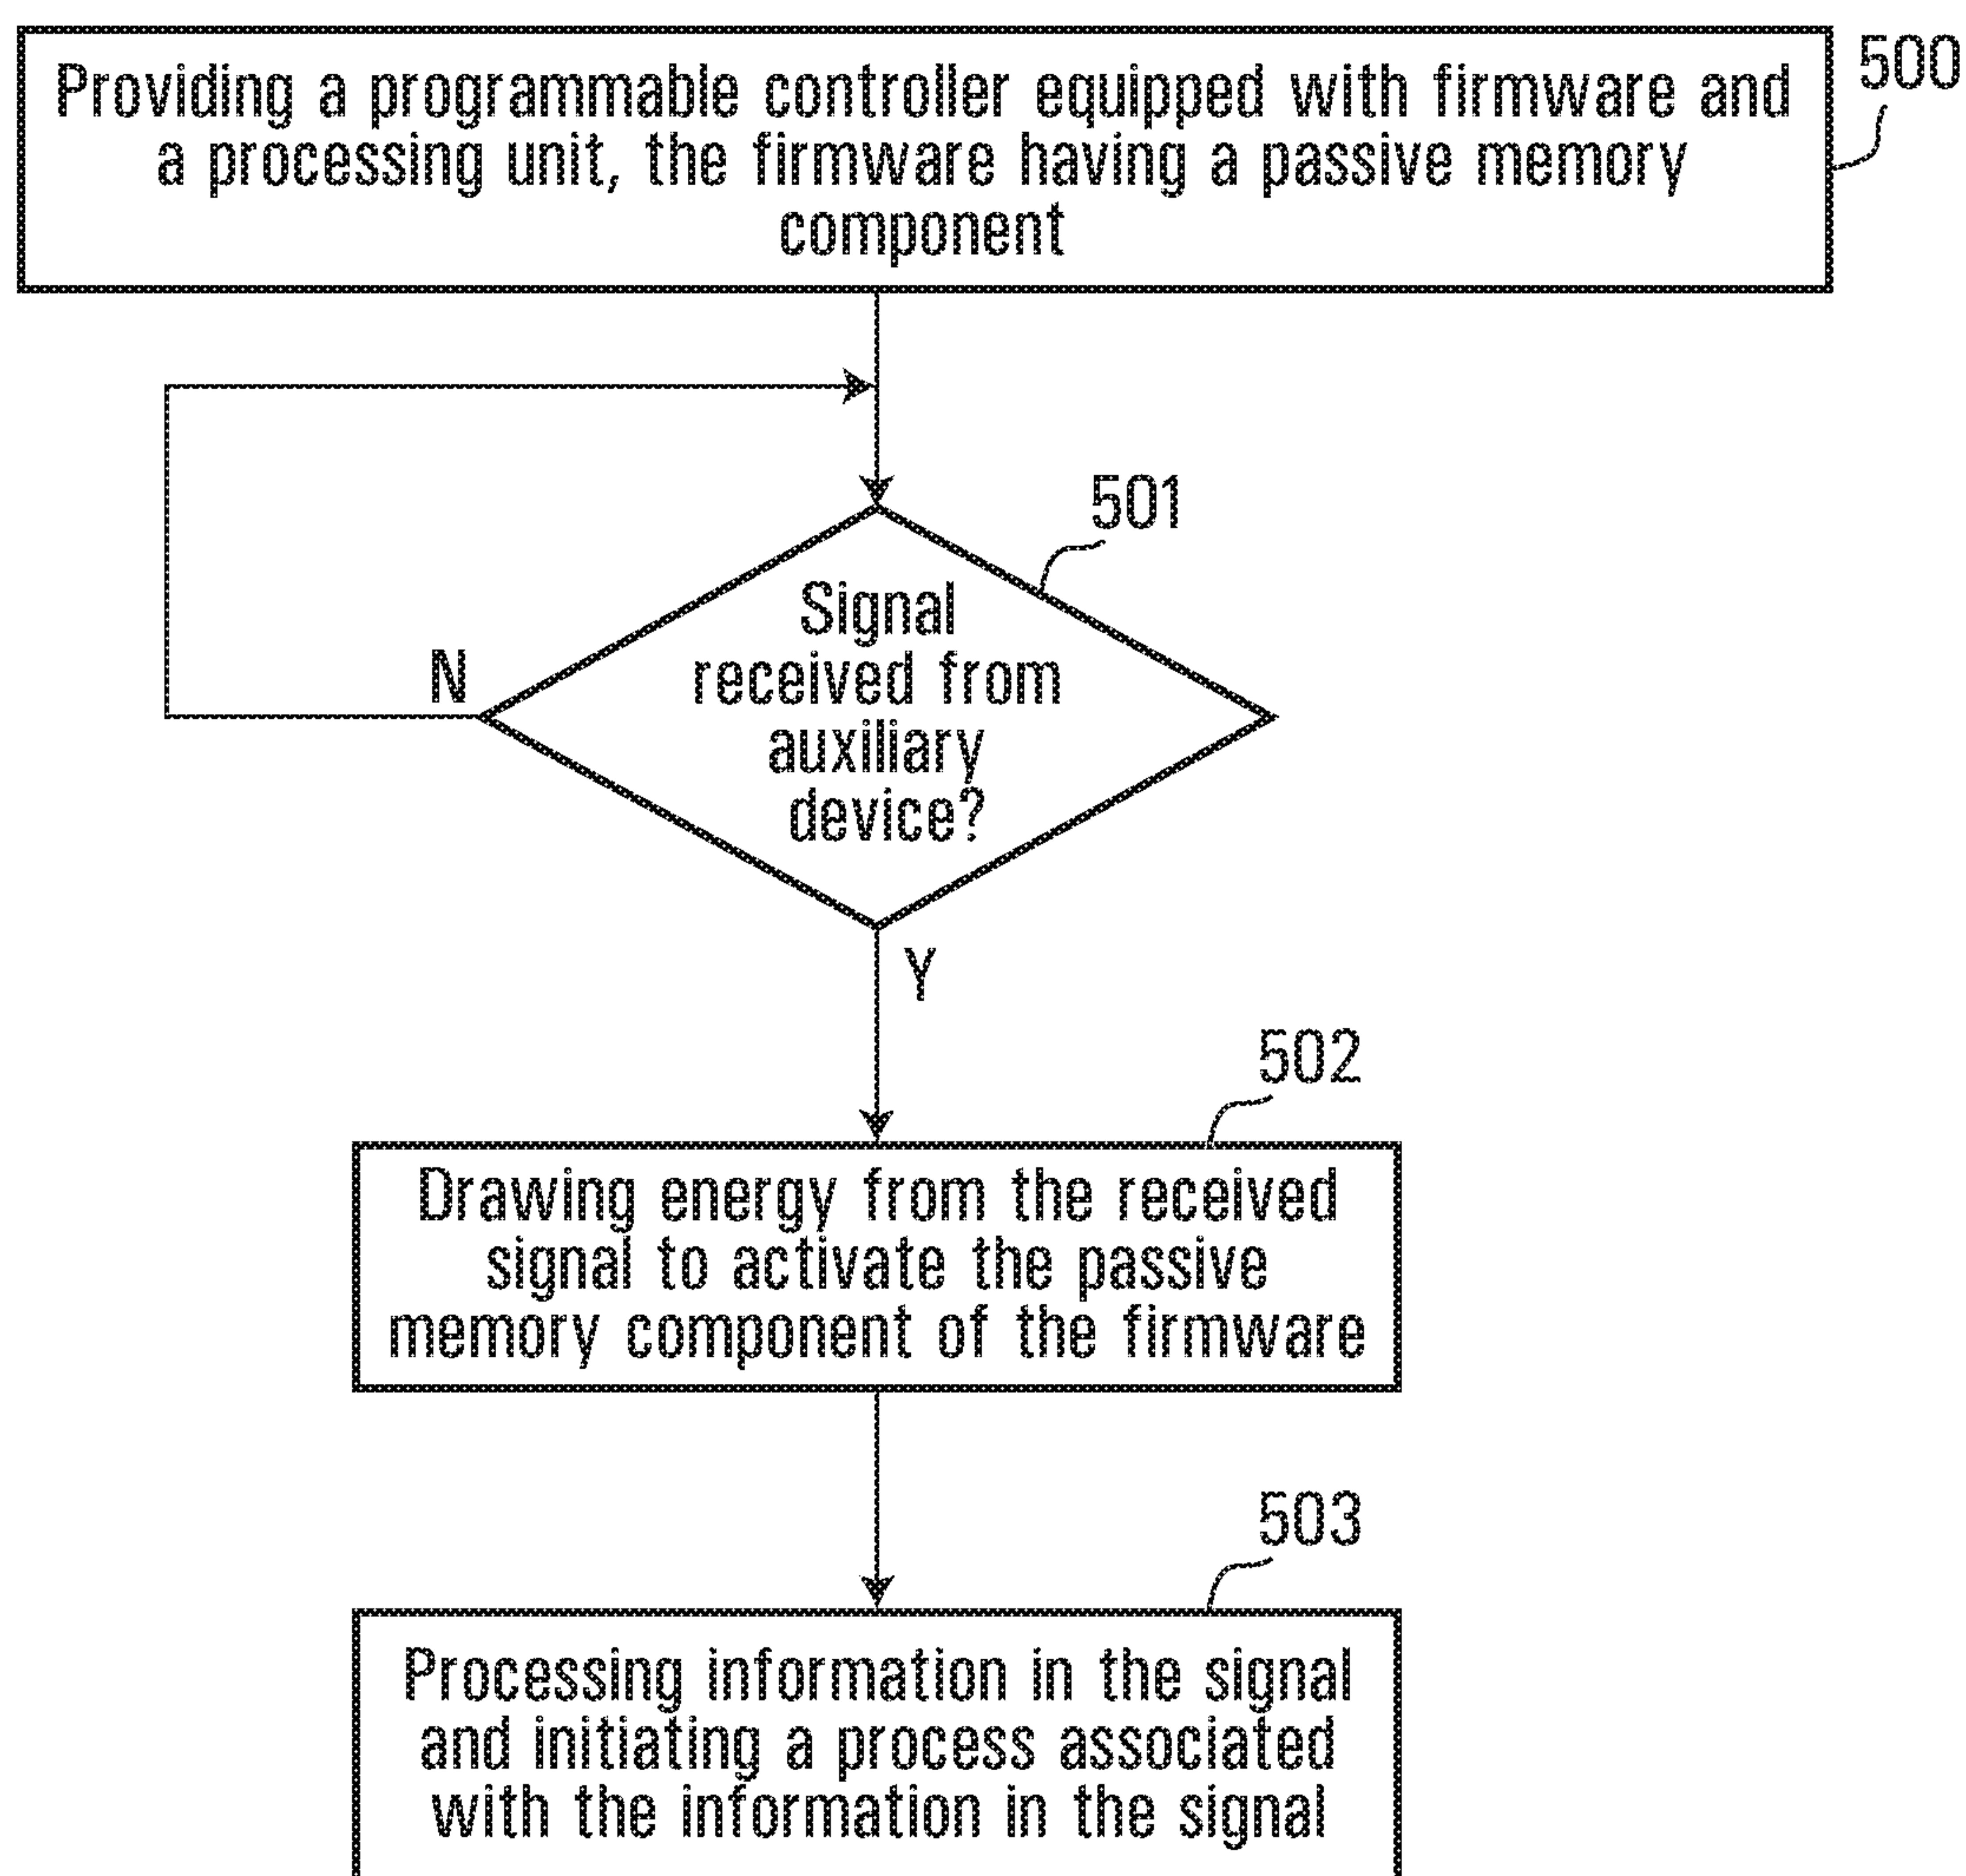 Providing a programmable controller equipped with firmware and
a processing unit, the firmware having a passive memory
component
500
501
Signal
received from
auxiliary
device?
N
Y
502
Drawing energy from the received
signal to activate the passive
memory component of the firmware
503
Processing information in the signal
and initiating a process associated
with the information in the signal